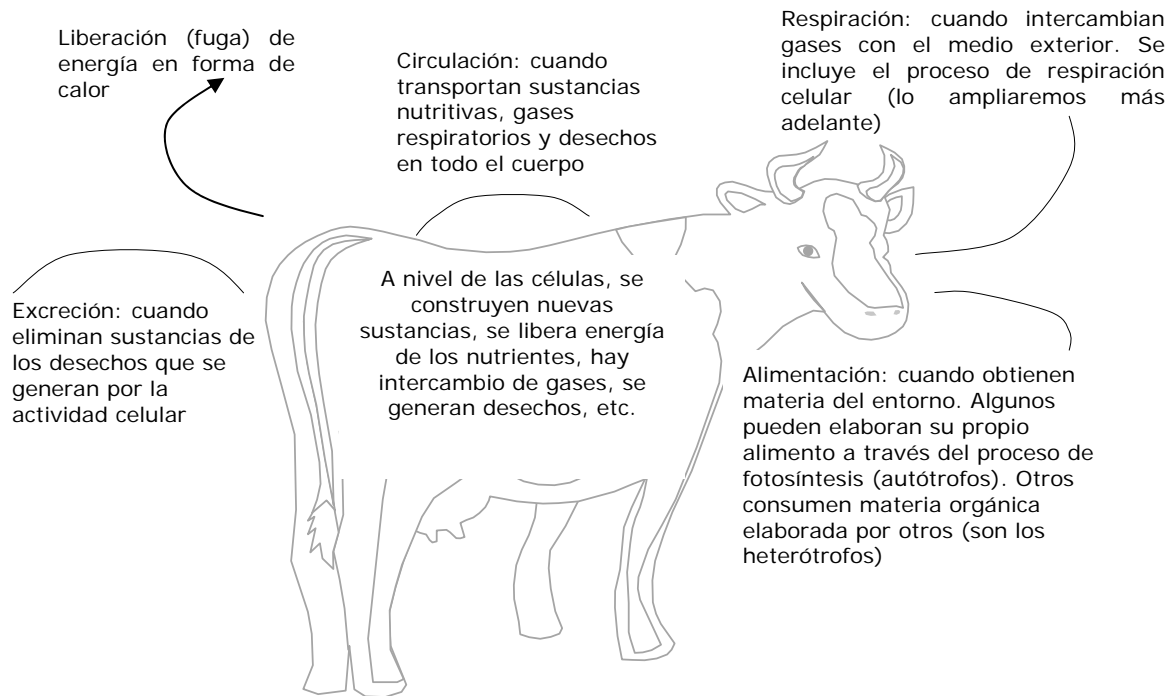 Liberación (fuga) de
energía en forma de
calor
Circulación: cuando
transportan sustancias
nutritivas, gases
respiratorios y desechos
en todo el cuerpo
Respiración: cuando intercambian
gases con el medio exterior. Se
incluye el proceso de respiración
celular (lo ampliaremos más
adelante)
Excreción: cuando
eliminan sustancias de
los desechos que se
generan por la
actividad celular
A nivel de las células, se
construyen nuevas
sustancias, se libera energía
de los nutrientes, hay
intercambio de gases, se
generan desechos, etc.
Alimentación: cuando obtienen
materia del entorno. Algunos
pueden elaboran su propio
alimento a través del proceso de
fotosíntesis (autótrofos). Otros
consumen materia orgánica
elaborada por otros (son los
heterótrofos)